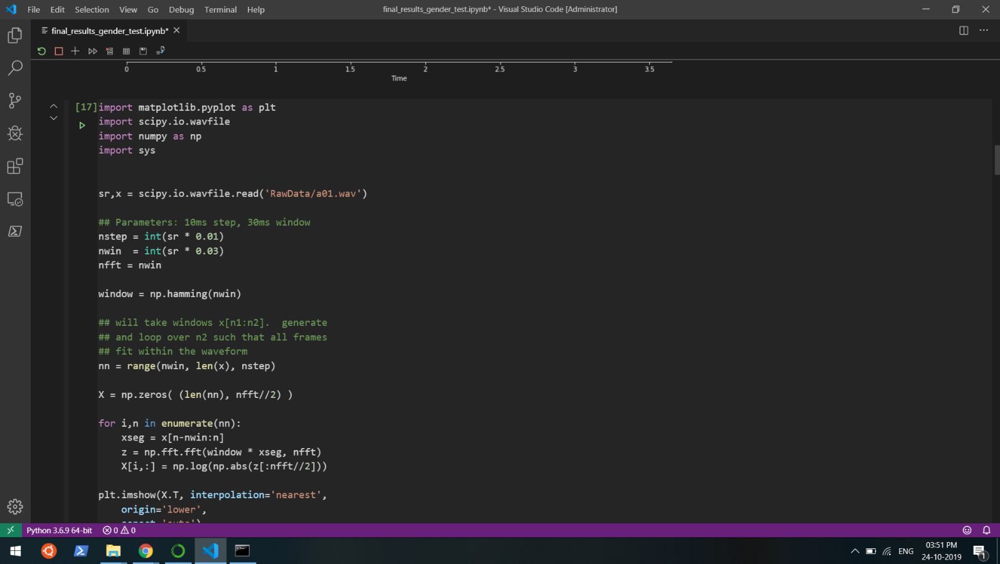 File Edit Selection View Go Debug Terminal Help final_results_gender_test.ipynb* - Visual Studio Code [Administrator]
final_results_gender_test.ipynb*
0 0.5 1 1.5 2 2.5 3 3.5
Time
[17]
import matplotlib.pyplot as plt
import scipy.io.wavfile
import numpy as np
import sys
sr,x = scipy.io.wavfile.read('RawData/a01.wav')
## Parameters: 10ms step, 30ms window
nstep = int(sr * 0.01)
nwin  = int(sr * 0.03)
nfft = nwin
window = np.hamming(nwin)
## will take windows x[n1:n2].  generate
## and loop over n2 such that all frames
## fit within the waveform
nn = range(nwin, len(x), nstep)
X = np.zeros( (len(nn), nfft//2) )
for i,n in enumerate(nn):
    xseg = x[n-nwin:n]
    z = np.fft.fft(window * xseg, nfft)
    X[i,:] = np.log(np.abs(z[:nfft//2]))
plt.imshow(X.T, interpolation='nearest',
    origin='lower',
    aspect='auto')
Python 3.6.9 64-bit 0 0
ENG
03:51 PM
24-10-2019
1